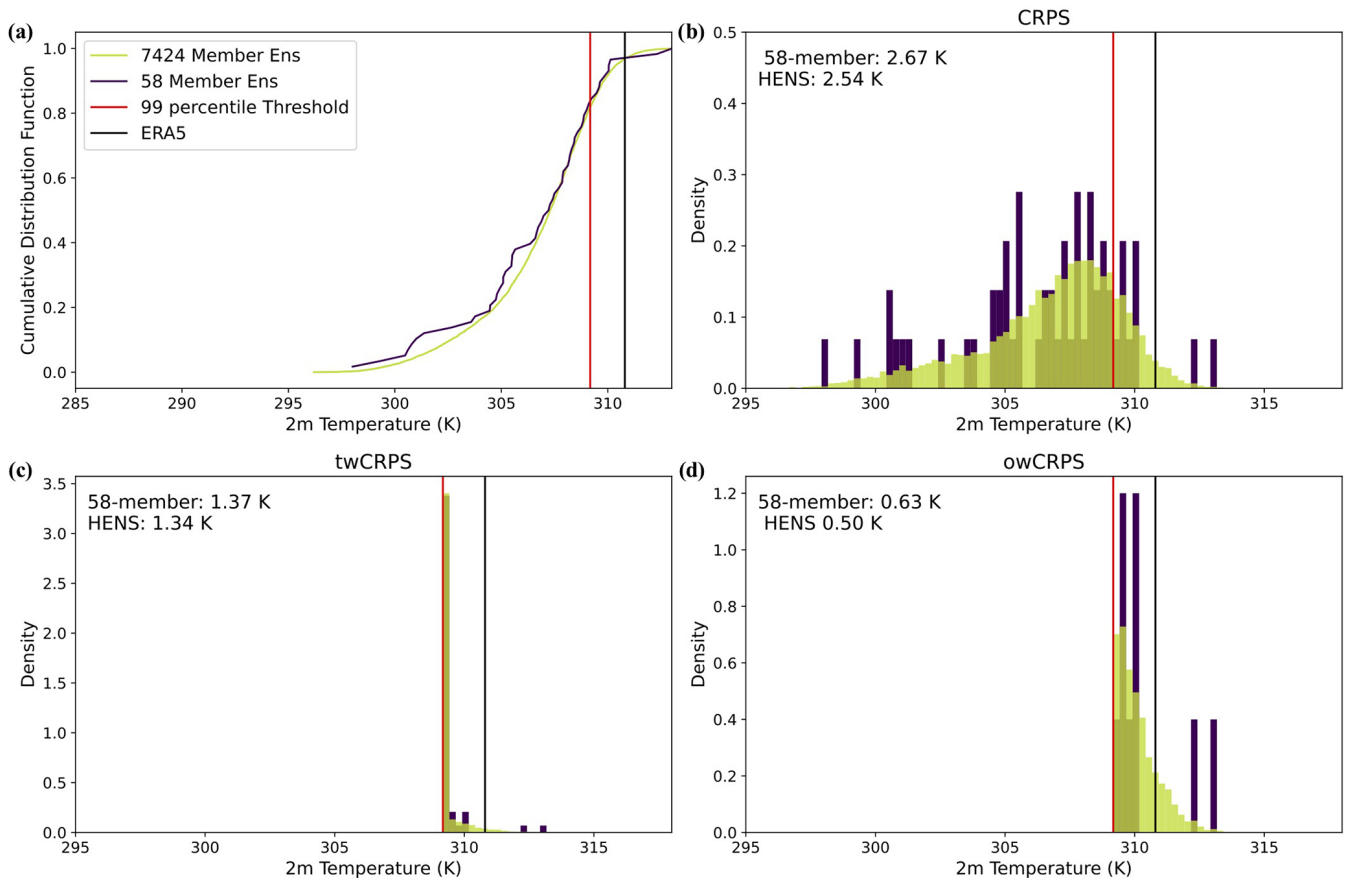 (a)
1.0
0.8
0.6
0.4
0.2
0.0
Cumulative Distribution Function
7424 Member Ens
58 Member Ens
99 percentile Threshold
ERA5
285 290 295 300 305 310
2m Temperature (K)
(b)
CRPS
0.5
0.4
0.3
0.2
0.1
0.0
Density
58-member: 2.67 K
HENS: 2.54 K
295 300 305 310 315
2m Temperature (K)
(c)
twCRPS
3.5
3.0
2.5
2.0
1.5
1.0
0.5
0.0
Density
58-member: 1.37 K
HENS: 1.34 K
295 300 305 310 315
2m Temperature (K)
(d)
owCRPS
1.2
1.0
0.8
0.6
0.4
0.2
0.0
Density
58-member: 0.63 K
HENS 0.50 K
295 300 305 310 315
2m Temperature (K)